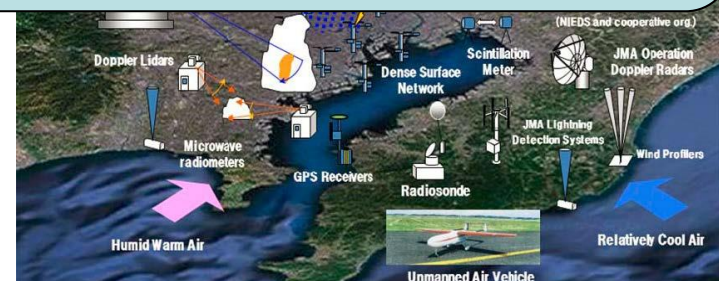 (NIEDS and cooperative org.)
Doppler Lidars
Scintillation
Meter
JMA Operation
Doppler Radars
Dense Surface
Network
JMA Lightning
Detection Systems
Microwave
radiometers
Wind Profilers
GPS Receivers
Radiosonde
Humid Warm Air
Relatively Cool Air
Unmanned Air Vehicle